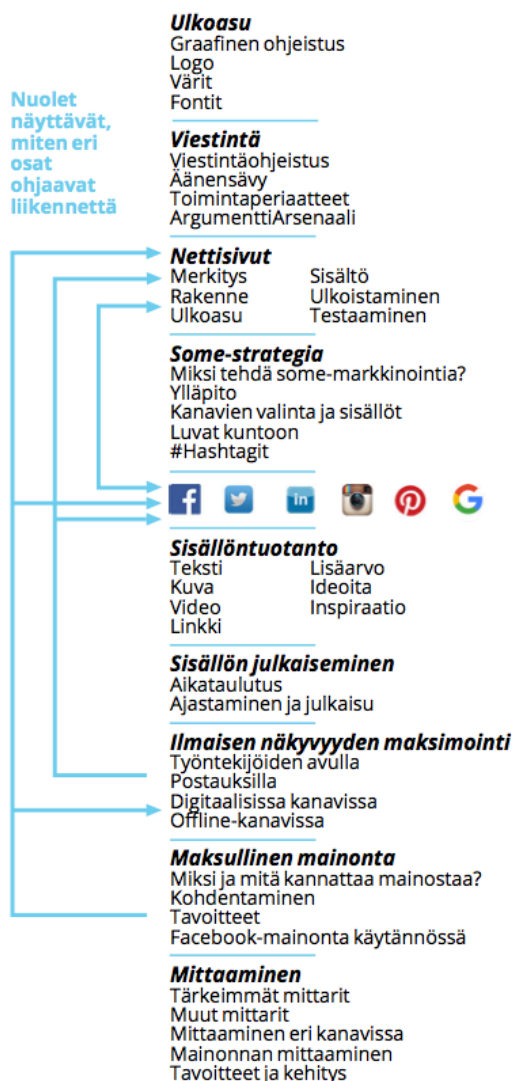 Ulkoasu
Graafinen ohjeistus
Logo
Värit
Fontit
Nuolet
näyttävät,
miten eri
osat
ohjaavat
liikennettä
Viestintä
Viestintäohjeistus
Äänensävy
Toimintaperiaatteet
ArgumenttiArsenaali
Nettisivut
Merkitys Sisältö
Rakenne Ulkoistaminen
Ulkoasu Testaaminen
Some-strategia
Miksi tehdä some-markkinointia?
Ylläpito
Kanavien valinta ja sisällöt
Luvat kuntoon
#Hashtagit
in
Sisällöntuotanto
Teksti Lisäarvo
Kuva Ideoita
Video Inspiraatio
Linkki
Sisällön julkaiseminen
Aikataulutus
Ajastaminen ja julkaisu
Ilmaisen näkyvyyden maksimointi
Työntekijöiden avulla
Postauksilla
Digitaalisissa kanavissa
Offline-kanavissa
Maksullinen mainonta
Miksi ja mitä kannattaa mainostaa?
Kohdentaminen
Tavoitteet
Facebook-mainonta käytännössä
Mittaaminen
Tärkeimmät mittarit
Muut mittarit
Mittaaminen eri kanavissa
Mainonnan mittaaminen
Tavoitteet ja kehitys